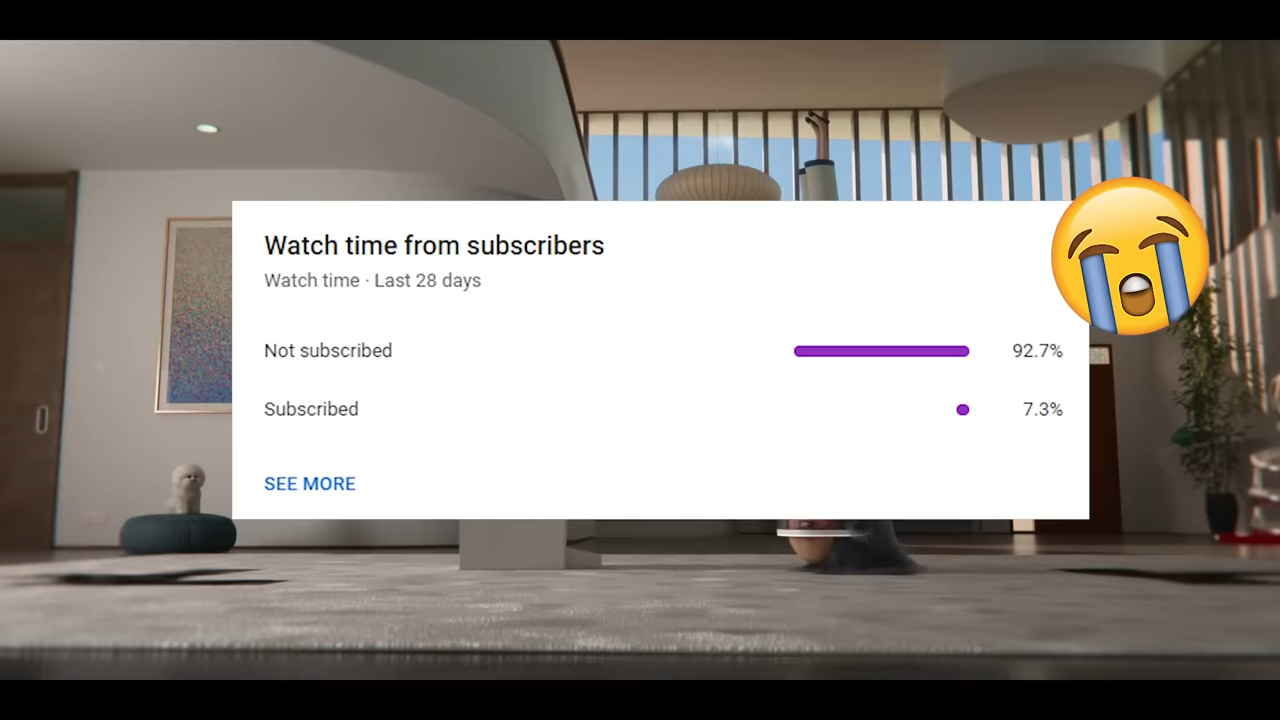 Watch time from subscribers
Watch time · Last 28 days
Not subscribed 92.7%
Subscribed 7.3%
SEE MORE